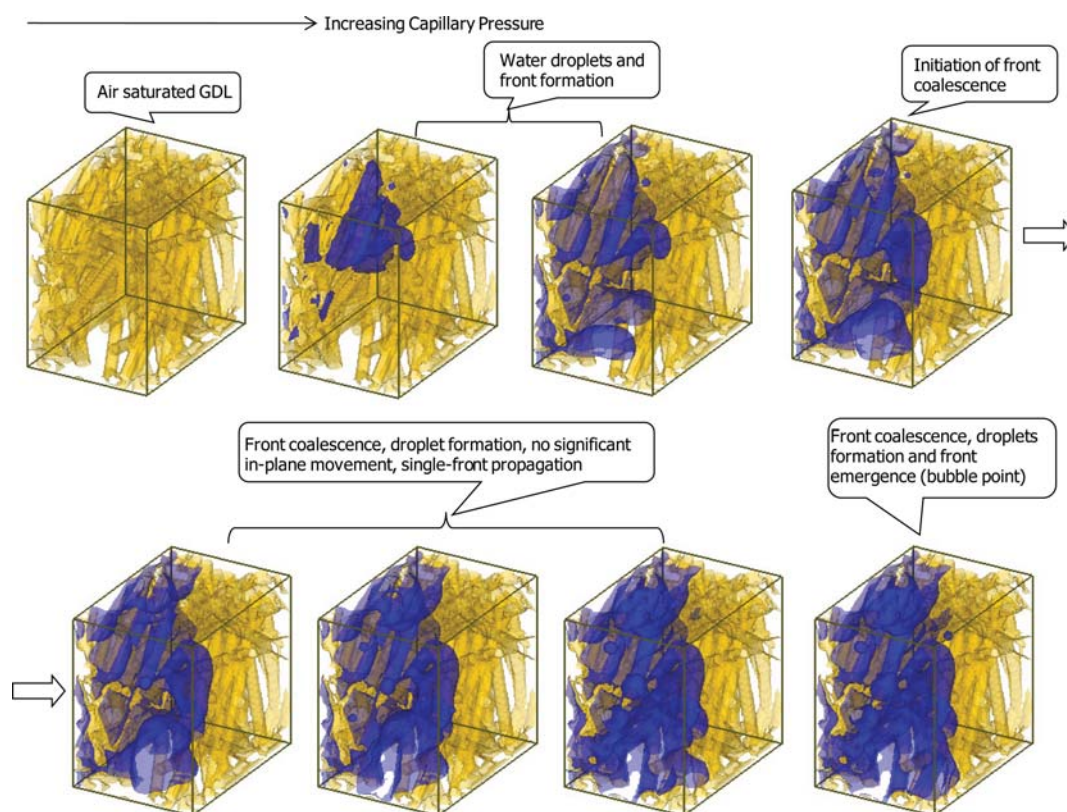 Increasing Capillary Pressure
Water droplets and
front formation
Air saturated GDL
Initiation of front
coalescence
Front coalescence, droplet formation, no significant
in-plane movement, single-front propagation
Front coalescence, droplets
formation and front
emergence (bubble point)